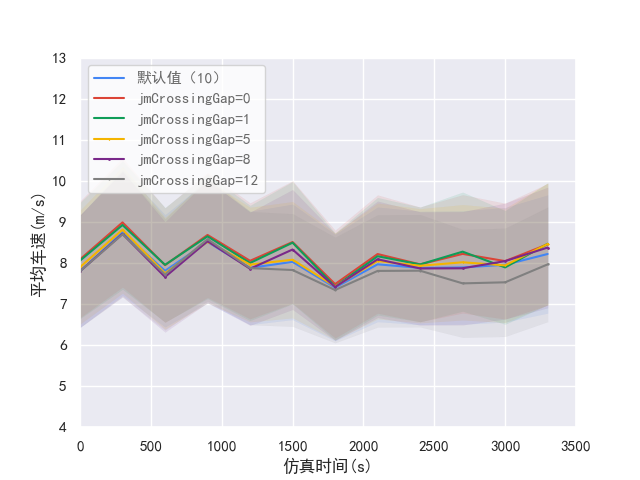 13
12
11
10
9
8
7
6
5
4
平均车速(m/s)
默认值（10）
jmCrossingGap=0
jmCrossingGap=1
jmCrossingGap=5
jmCrossingGap=8
jmCrossingGap=12
0 500 1000 1500 2000 2500 3000 3500
仿真时间(s)